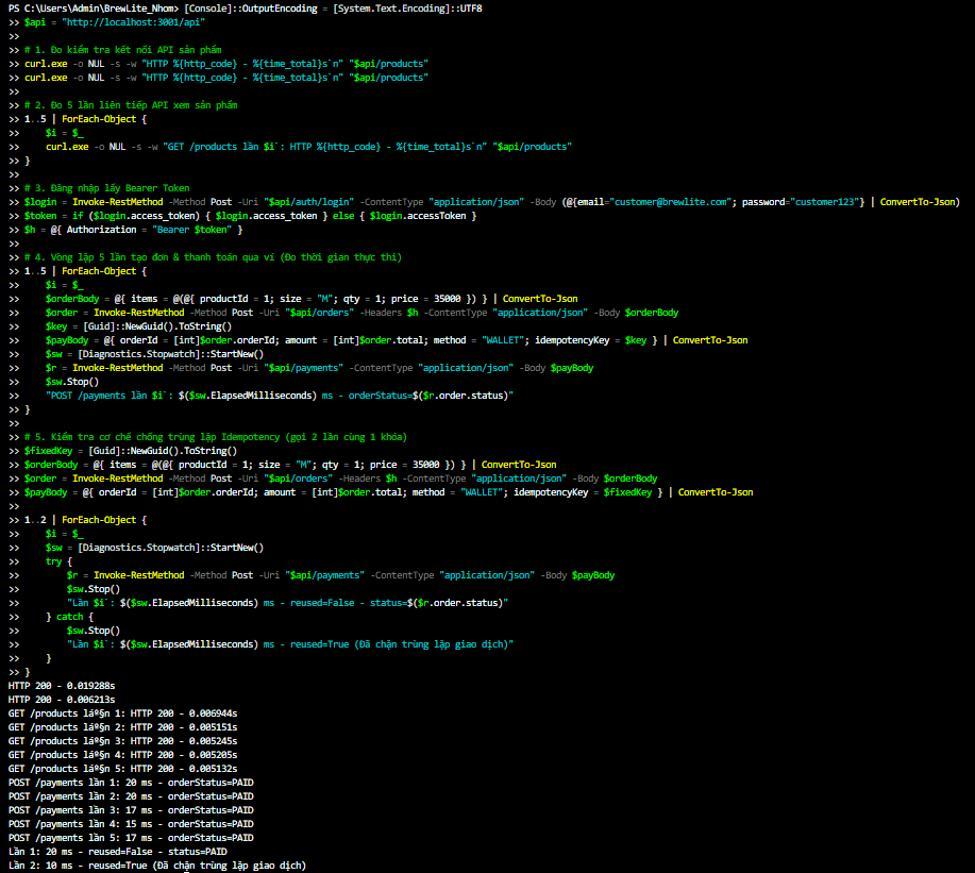 PS C:\Users\Admin\BrewLite_Nhom> [Console]::OutputEncoding = [System.Text.Encoding]::UTF8
>> $api = "http://localhost:3001/api"
>>
>> # 1. Đo kiểm tra kết nối API sản phẩm
>> curl.exe -o NUL -s -w "HTTP %{http_code} - %{time_total}s`n" "$api/products"
>> curl.exe -o NUL -s -w "HTTP %{http_code} - %{time_total}s`n" "$api/products"
>>
>> # 2. Đo 5 lần liên tiếp API xem sản phẩm
>> 1..5 | ForEach-Object {
>>     $i = $_
>>     curl.exe -o NUL -s -w "GET /products lần $i`: HTTP %{http_code} - %{time_total}s`n" "$api/products"
>> }
>>
>> # 3. Đăng nhập lấy Bearer Token
>> $login = Invoke-RestMethod -Method Post -Uri "$api/auth/login" -ContentType "application/json" -Body (@{email="customer@brewlite.com"; password="customer123"} | ConvertTo-Json)
>> $token = if ($login.access_token) { $login.access_token } else { $login.accessToken }
>> $h = @{ Authorization = "Bearer $token" }
>>
>> # 4. Vòng lặp 5 lần tạo đơn & thanh toán qua ví (Đo thời gian thực thi)
>> 1..5 | ForEach-Object {
>>     $i = $_
>>     $orderBody = @{ items = @(@{ productId = 1; size = "M"; qty = 1; price = 35000 }) } | ConvertTo-Json
>>     $order = Invoke-RestMethod -Method Post -Uri "$api/orders" -Headers $h -ContentType "application/json" -Body $orderBody
>>     $key = [Guid]::NewGuid().ToString()
>>     $payBody = @{ orderId = [int]$order.orderId; amount = [int]$order.total; method = "WALLET"; idempotencyKey = $key } | ConvertTo-Json
>>     $sw = [Diagnostics.Stopwatch]::StartNew()
>>     $r = Invoke-RestMethod -Method Post -Uri "$api/payments" -ContentType "application/json" -Body $payBody
>>     $sw.Stop()
>>     "POST /payments lần $i`: $($sw.ElapsedMilliseconds) ms - orderStatus=$($r.order.status)"
>> }
>>
>> # 5. Kiểm tra cơ chế chống trùng lặp Idempotency (gọi 2 lần cùng 1 khóa)
>> $fixedKey = [Guid]::NewGuid().ToString()
>> $orderBody = @{ items = @(@{ productId = 1; size = "M"; qty = 1; price = 35000 }) } | ConvertTo-Json
>> $order = Invoke-RestMethod -Method Post -Uri "$api/orders" -Headers $h -ContentType "application/json" -Body $orderBody
>> $payBody = @{ orderId = [int]$order.orderId; amount = [int]$order.total; method = "WALLET"; idempotencyKey = $fixedKey } | ConvertTo-Json
>>
>> 1..2 | ForEach-Object {
>>     $i = $_
>>     $sw = [Diagnostics.Stopwatch]::StartNew()
>>     try {
>>         $r = Invoke-RestMethod -Method Post -Uri "$api/payments" -ContentType "application/json" -Body $payBody
>>         $sw.Stop()
>>         "Lần $i`: $($sw.ElapsedMilliseconds) ms - reused=False - status=$($r.order.status)"
>>     } catch {
>>         $sw.Stop()
>>         "Lần $i`: $($sw.ElapsedMilliseconds) ms - reused=True (Đã chặn trùng lặp giao dịch)"
>>     }
>> }
HTTP 200 - 0.019288s
HTTP 200 - 0.006213s
GET /products láº§n 1: HTTP 200 - 0.006944s
GET /products láº§n 2: HTTP 200 - 0.005151s
GET /products láº§n 3: HTTP 200 - 0.005245s
GET /products láº§n 4: HTTP 200 - 0.005205s
GET /products láº§n 5: HTTP 200 - 0.005132s
POST /payments lần 1: 20 ms - orderStatus=PAID
POST /payments lần 2: 20 ms - orderStatus=PAID
POST /payments lần 3: 17 ms - orderStatus=PAID
POST /payments lần 4: 15 ms - orderStatus=PAID
POST /payments lần 5: 17 ms - orderStatus=PAID
Lần 1: 20 ms - reused=False - status=PAID
Lần 2: 10 ms - reused=True (Đã chặn trùng lặp giao dịch)